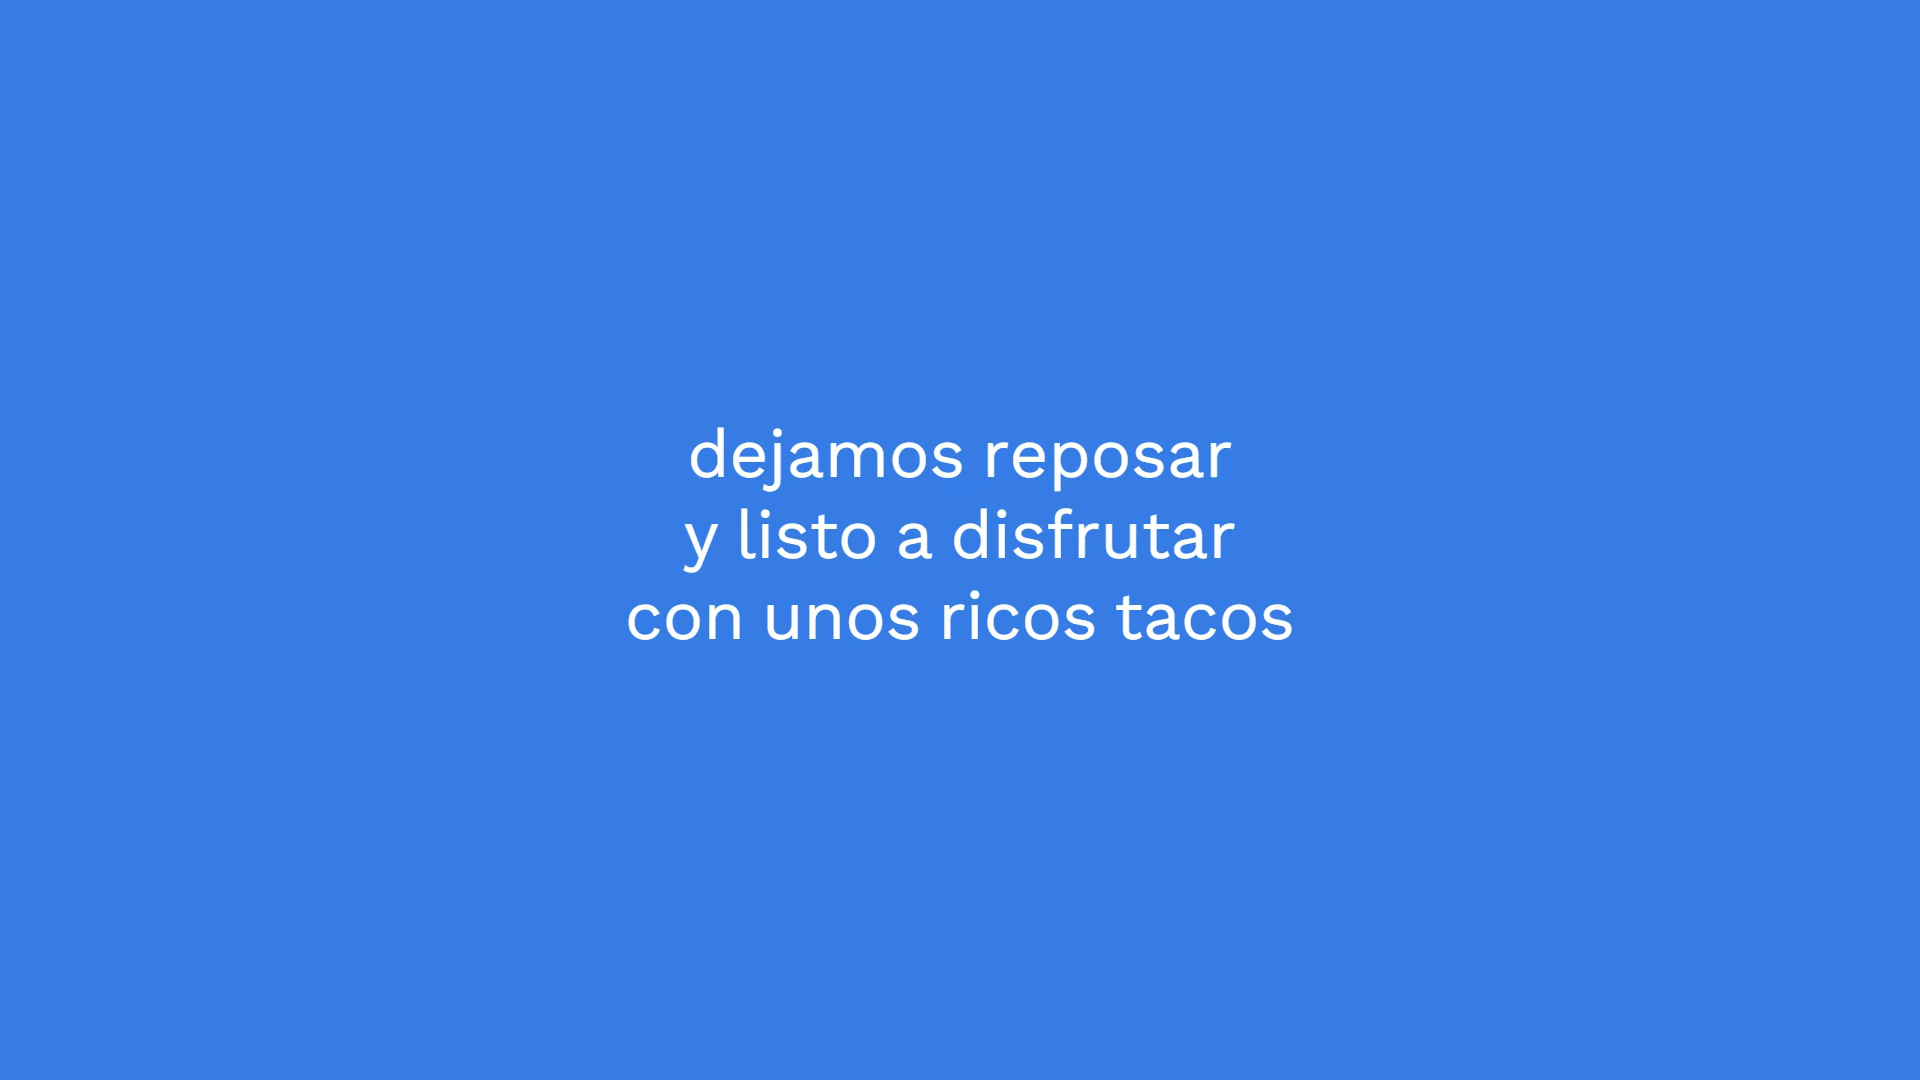 dejamos reposar
y listo a disfrutar
con unos ricos tacos